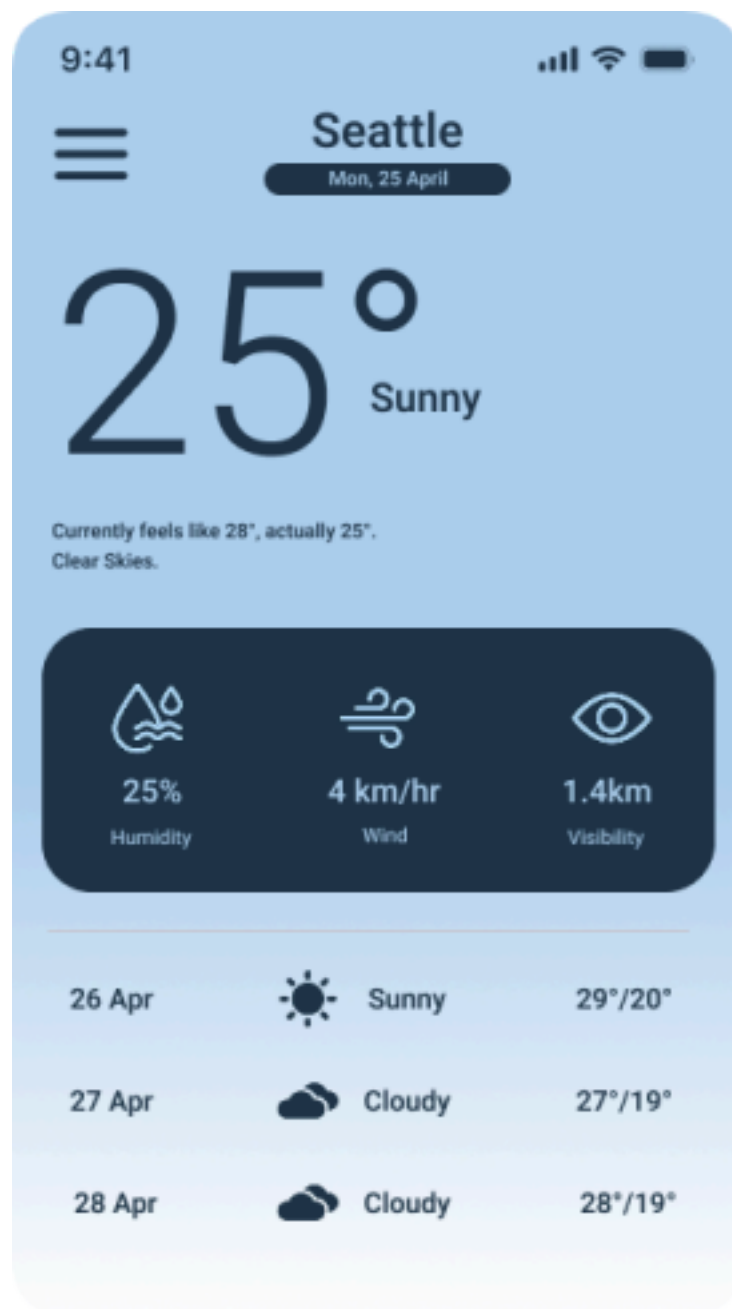 9:41
Seattle
Mon, 25 April
25°
Sunny
Currently feels like 28°, actually 25°.
Clear Skies.
25% 4 km/hr 1.4km
Humidity Wind Visibility
26 Apr Sunny 29°/20°
27 Apr Cloudy 27°/19°
28 Apr Cloudy 28°/19°